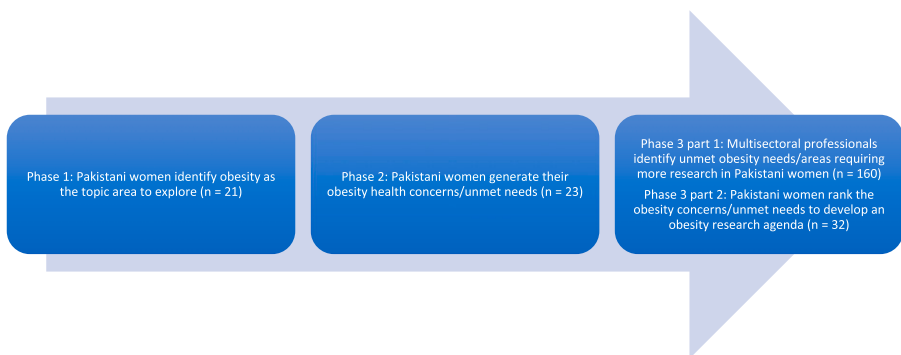 Phase 1: Pakistani women identify obesity as
the topic area to explore (n = 21)
Phase 2: Pakistani women generate their
obesity health concerns/unmet needs (n = 23)
Phase 3 part 1: Multisectoral professionals
identify unmet obesity needs/areas requiring
more research in Pakistani women (n = 160)
Phase 3 part 2: Pakistani women rank the
obesity concerns/unmet needs to develop an
obesity research agenda (n = 32)